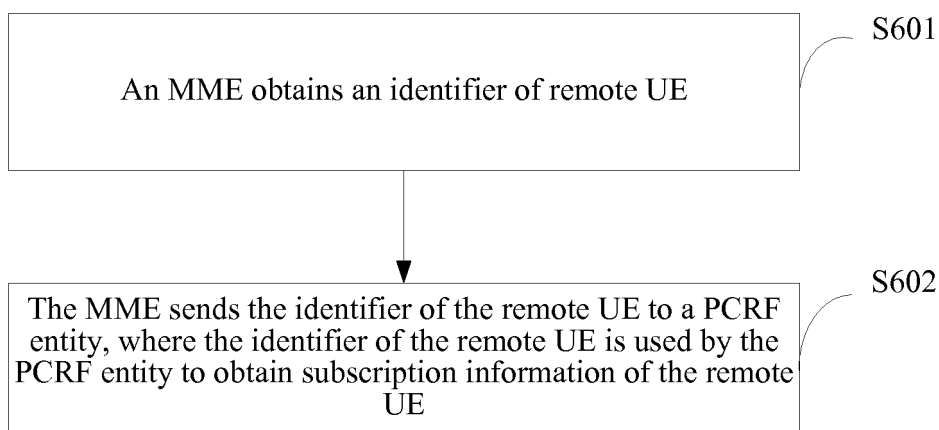 S601
An MME obtains an identifier of remote UE
S602
The MME sends the identifier of the remote UE to a PCRF
entity, where the identifier of the remote UE is used by the
PCRF entity to obtain subscription information of the remote
UE